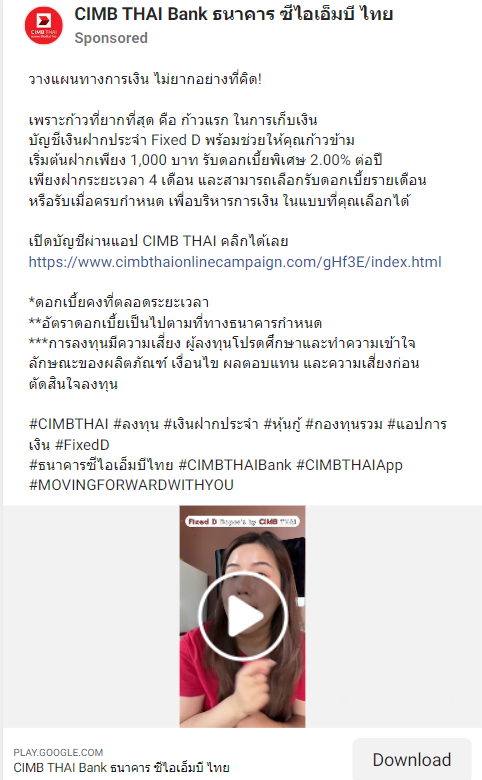 CIMB THAI Bank ธนาคาร ซีไอเอ็มบี ไทย
CIMB THAI
Sponsored
วางแผนทางการเงิน ไม่ยากอย่างที่คิด!
เพราะก้าวที่ยากที่สุด คือ ก้าวแรก ในการเก็บเงิน
บัญชีเงินฝากประจำ Fixed D พร้อมช่วยให้คุณก้าวข้าม
เริ่มต้นฝากเพียง 1,000 บาท รับดอกเบี้ยพิเศษ 2.00% ต่อปี
เพียงฝากระยะเวลา 4 เดือน และสามารถเลือกรับดอกเบี้ยรายเดือน
หรือรับเมื่อครบกำหนด เพื่อบริหารการเงิน ในแบบที่คุณเลือกได้
เปิดบัญชีผ่านแอป CIMB THAI คลิกได้เลย
https://www.cimbthaionlinecampaign.com/gHf3E/index.html
*ดอกเบี้ยคงที่ตลอดระยะเวลา
**อัตราดอกเบี้ยเป็นไปตามที่ทางธนาคารกำหนด
***การลงทุนมีความเสี่ยง ผู้ลงทุนโปรดศึกษาและทำความเข้าใจ
ลักษณะของผลิตภัณฑ์ เงื่อนไข ผลตอบแทน และความเสี่ยงก่อน
ตัดสินใจลงทุน
#CIMBTHAI #ลงทุน #เงินฝากประจำ #หุ้นกู้ #กองทุนรวม #แอปการ
เงิน #FixedD
#ธนาคารซีไอเอ็มบีไทย #CIMBTHAIBank #CIMBTHAIApp
#MOVINGFORWARDWITHYOU
Fixed D by CIMB THAI
PLAY.GOOGLE.COM
CIMB THAI Bank ธนาคาร ซีไอเอ็มบี ไทย
Download